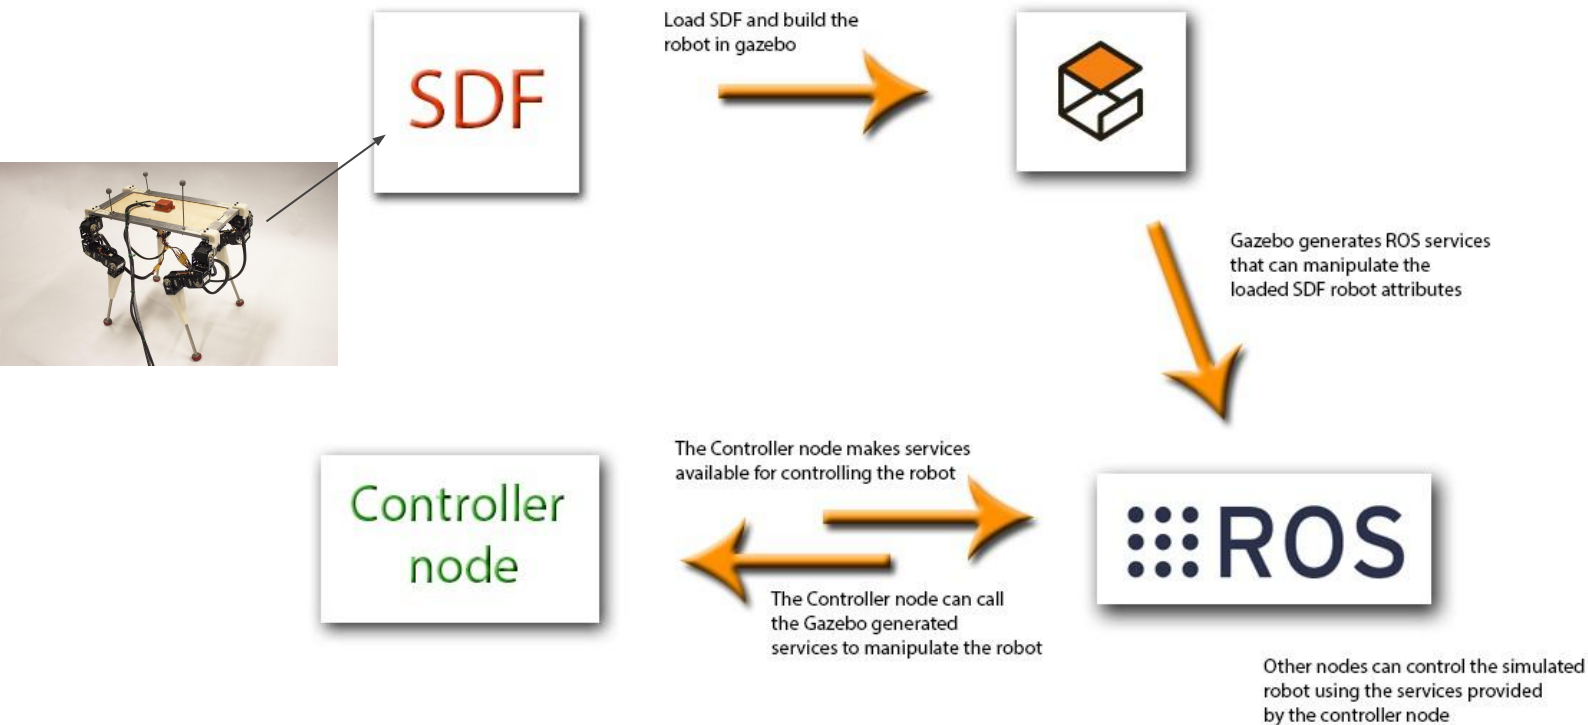 SDF
Load SDF and build the
robot in gazebo
Gazebo generates ROS services
that can manipulate the
loaded SDF robot attributes
The Controller node makes services
available for controlling the robot
Controller
node
ROS
The Controller node can call
the Gazebo generated
services to manipulate the robot
Other nodes can control the simulated
robot using the services provided
by the controller node